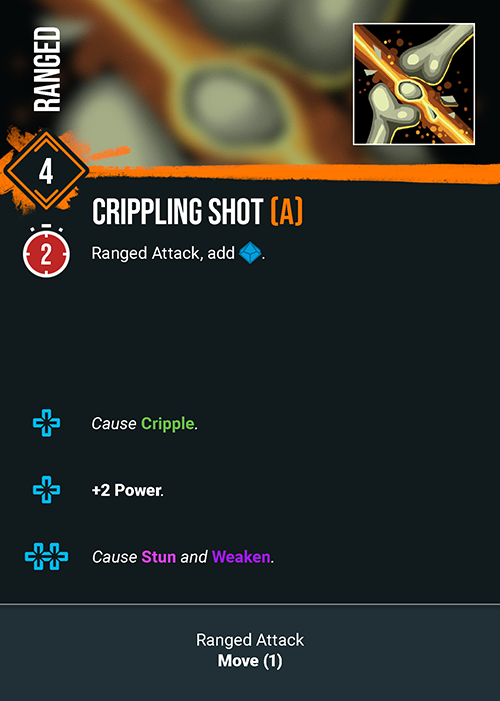 RANGED
4
CRIPPLING SHOT (A)
2
Ranged Attack, add .
Cause Cripple.
+2 Power.
Cause Stun and Weaken.
Ranged Attack
Move (1)